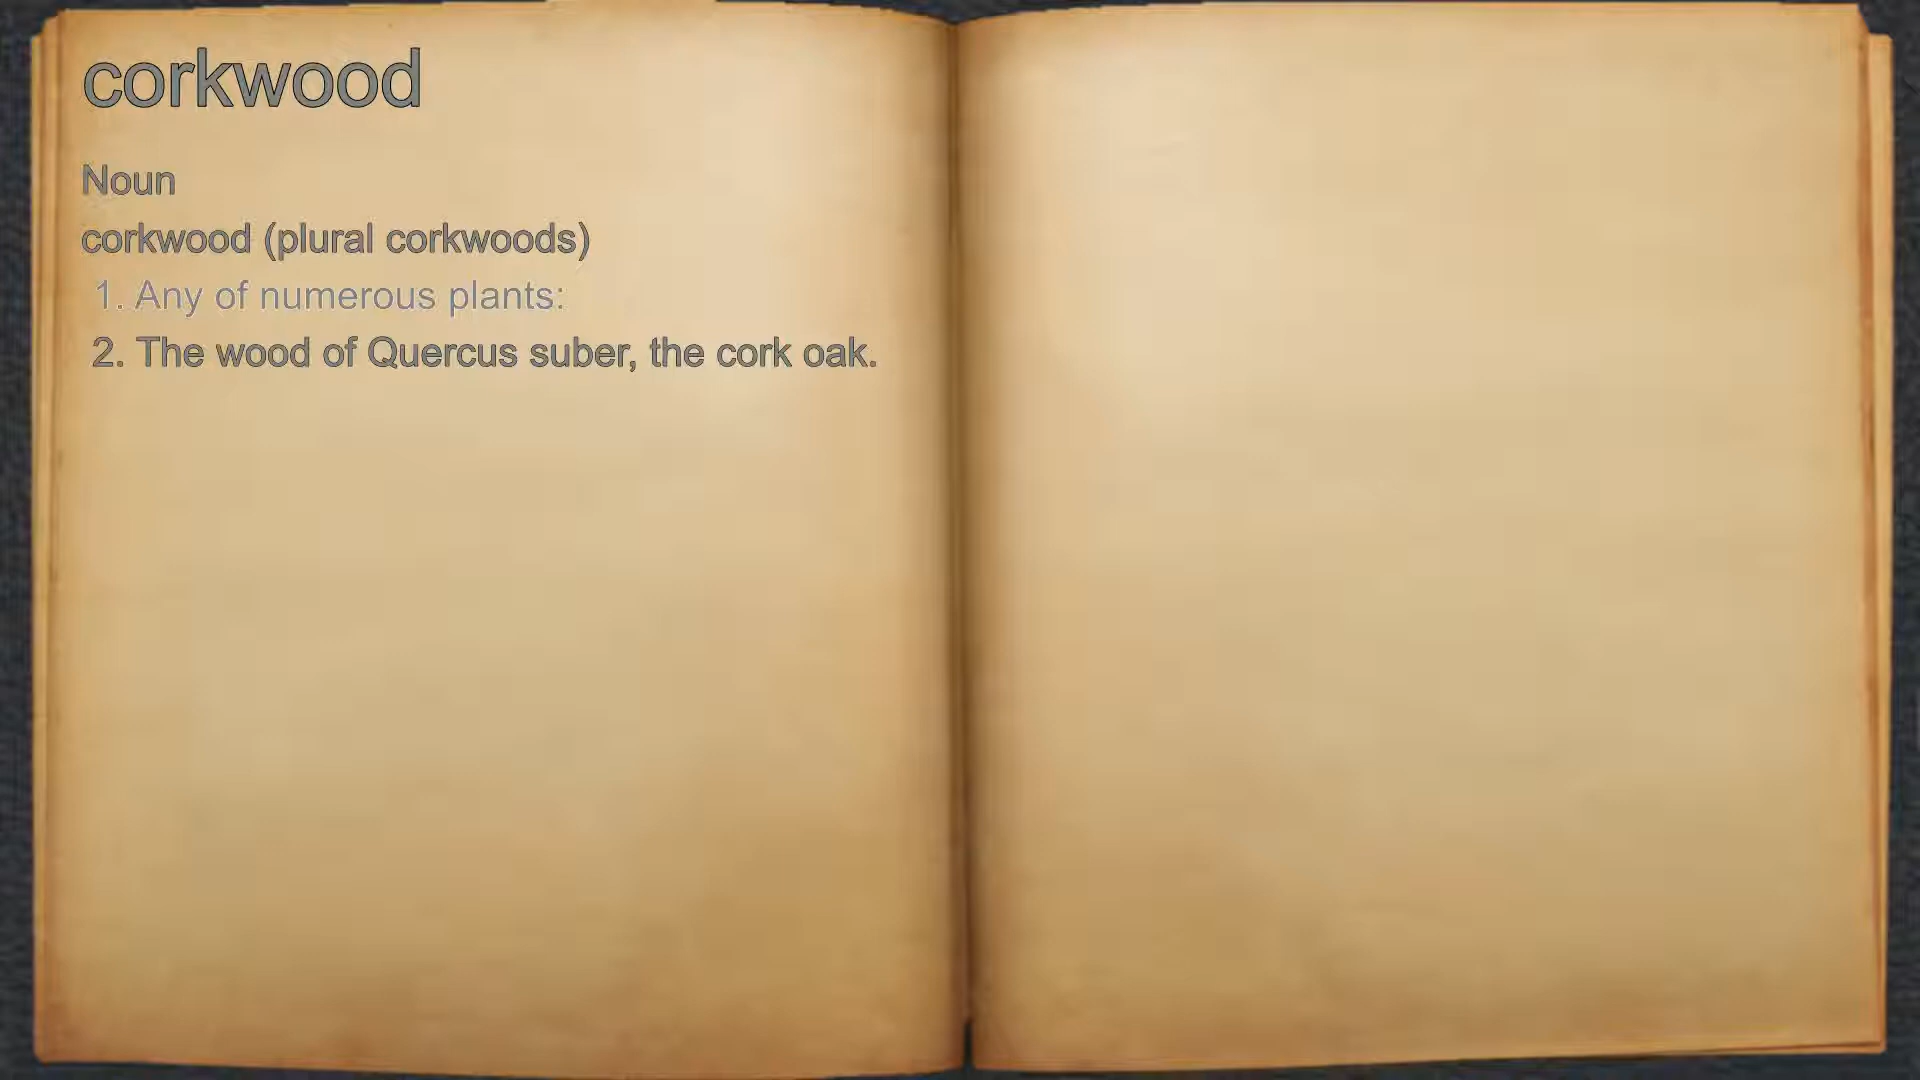 corkwood
Noun
corkwood (plural corkwoods)
1. Any of numerous plants:
2. The wood of Quercus suber, the cork oak.